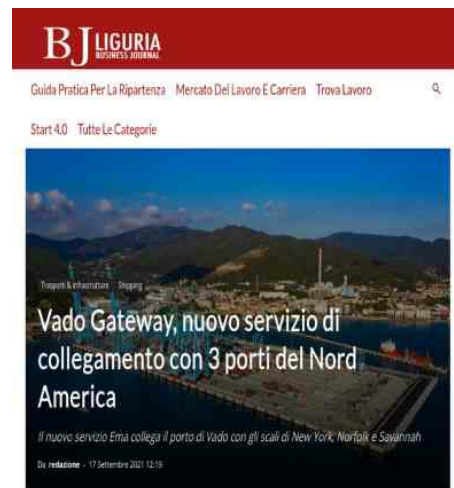 BJ LIGURIA
BUSINESS JOURNAL
Guida Pratica Per La Ripartenza Mercato Del Lavoro E Carriera Trova Lavoro
Start 4.0 Tutte Le Categorie
Trasporti & Infrastrutture Shipping
Vado Gateway, nuovo servizio di
collegamento con 3 porti del Nord
America
Il nuovo servizio Ema collega il porto di Vado con gli scali di New York, Norfolk e Savannah
Da redazione - 17 Settembre 2021 12:19